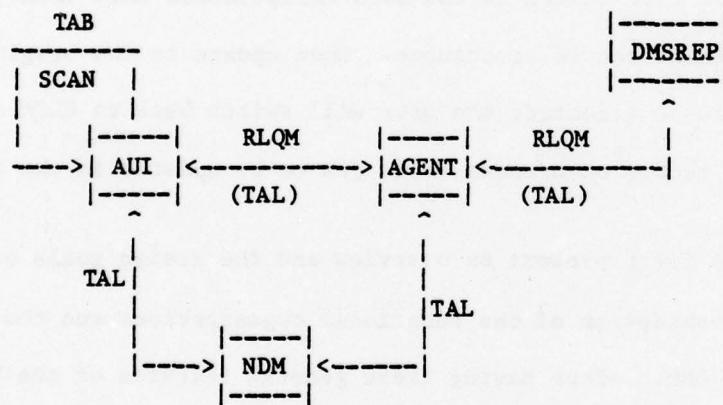 TAB
DMSREP
SCAN
RLQM RLQM
AUI AGENT
(TAL) (TAL)
TAL TAL
NDM